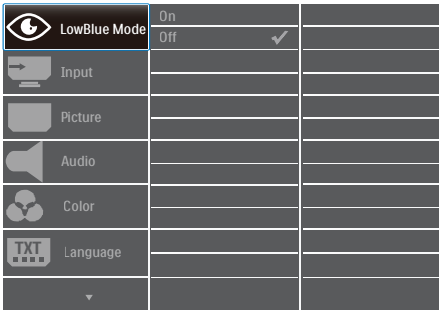 LowBlue Mode
On
Off
Input
Picture
Audio
Color
TXT
Language